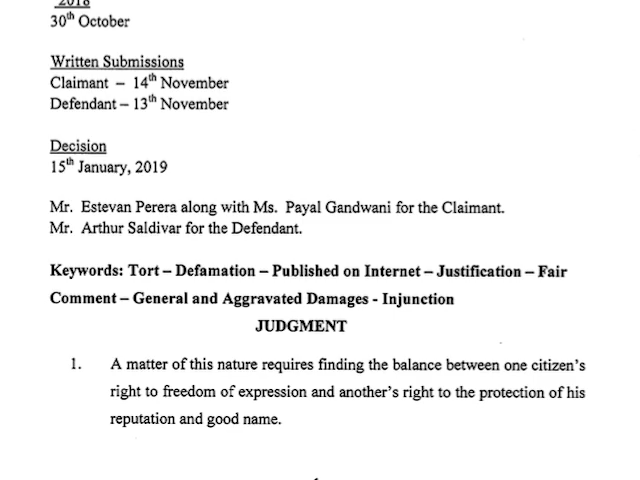 2018
30th October
Written Submissions
Claimant – 14th November
Defendant – 13th November
Decision
15th January, 2019
Mr. Estevan Perera along with Ms. Payal Gandwani for the Claimant.
Mr. Arthur Saldivar for the Defendant.
Keywords: Tort – Defamation – Published on Internet – Justification – Fair
Comment – General and Aggravated Damages - Injunction
JUDGMENT
1. A matter of this nature requires finding the balance between one citizen’s
right to freedom of expression and another’s right to the protection of his
reputation and good name.